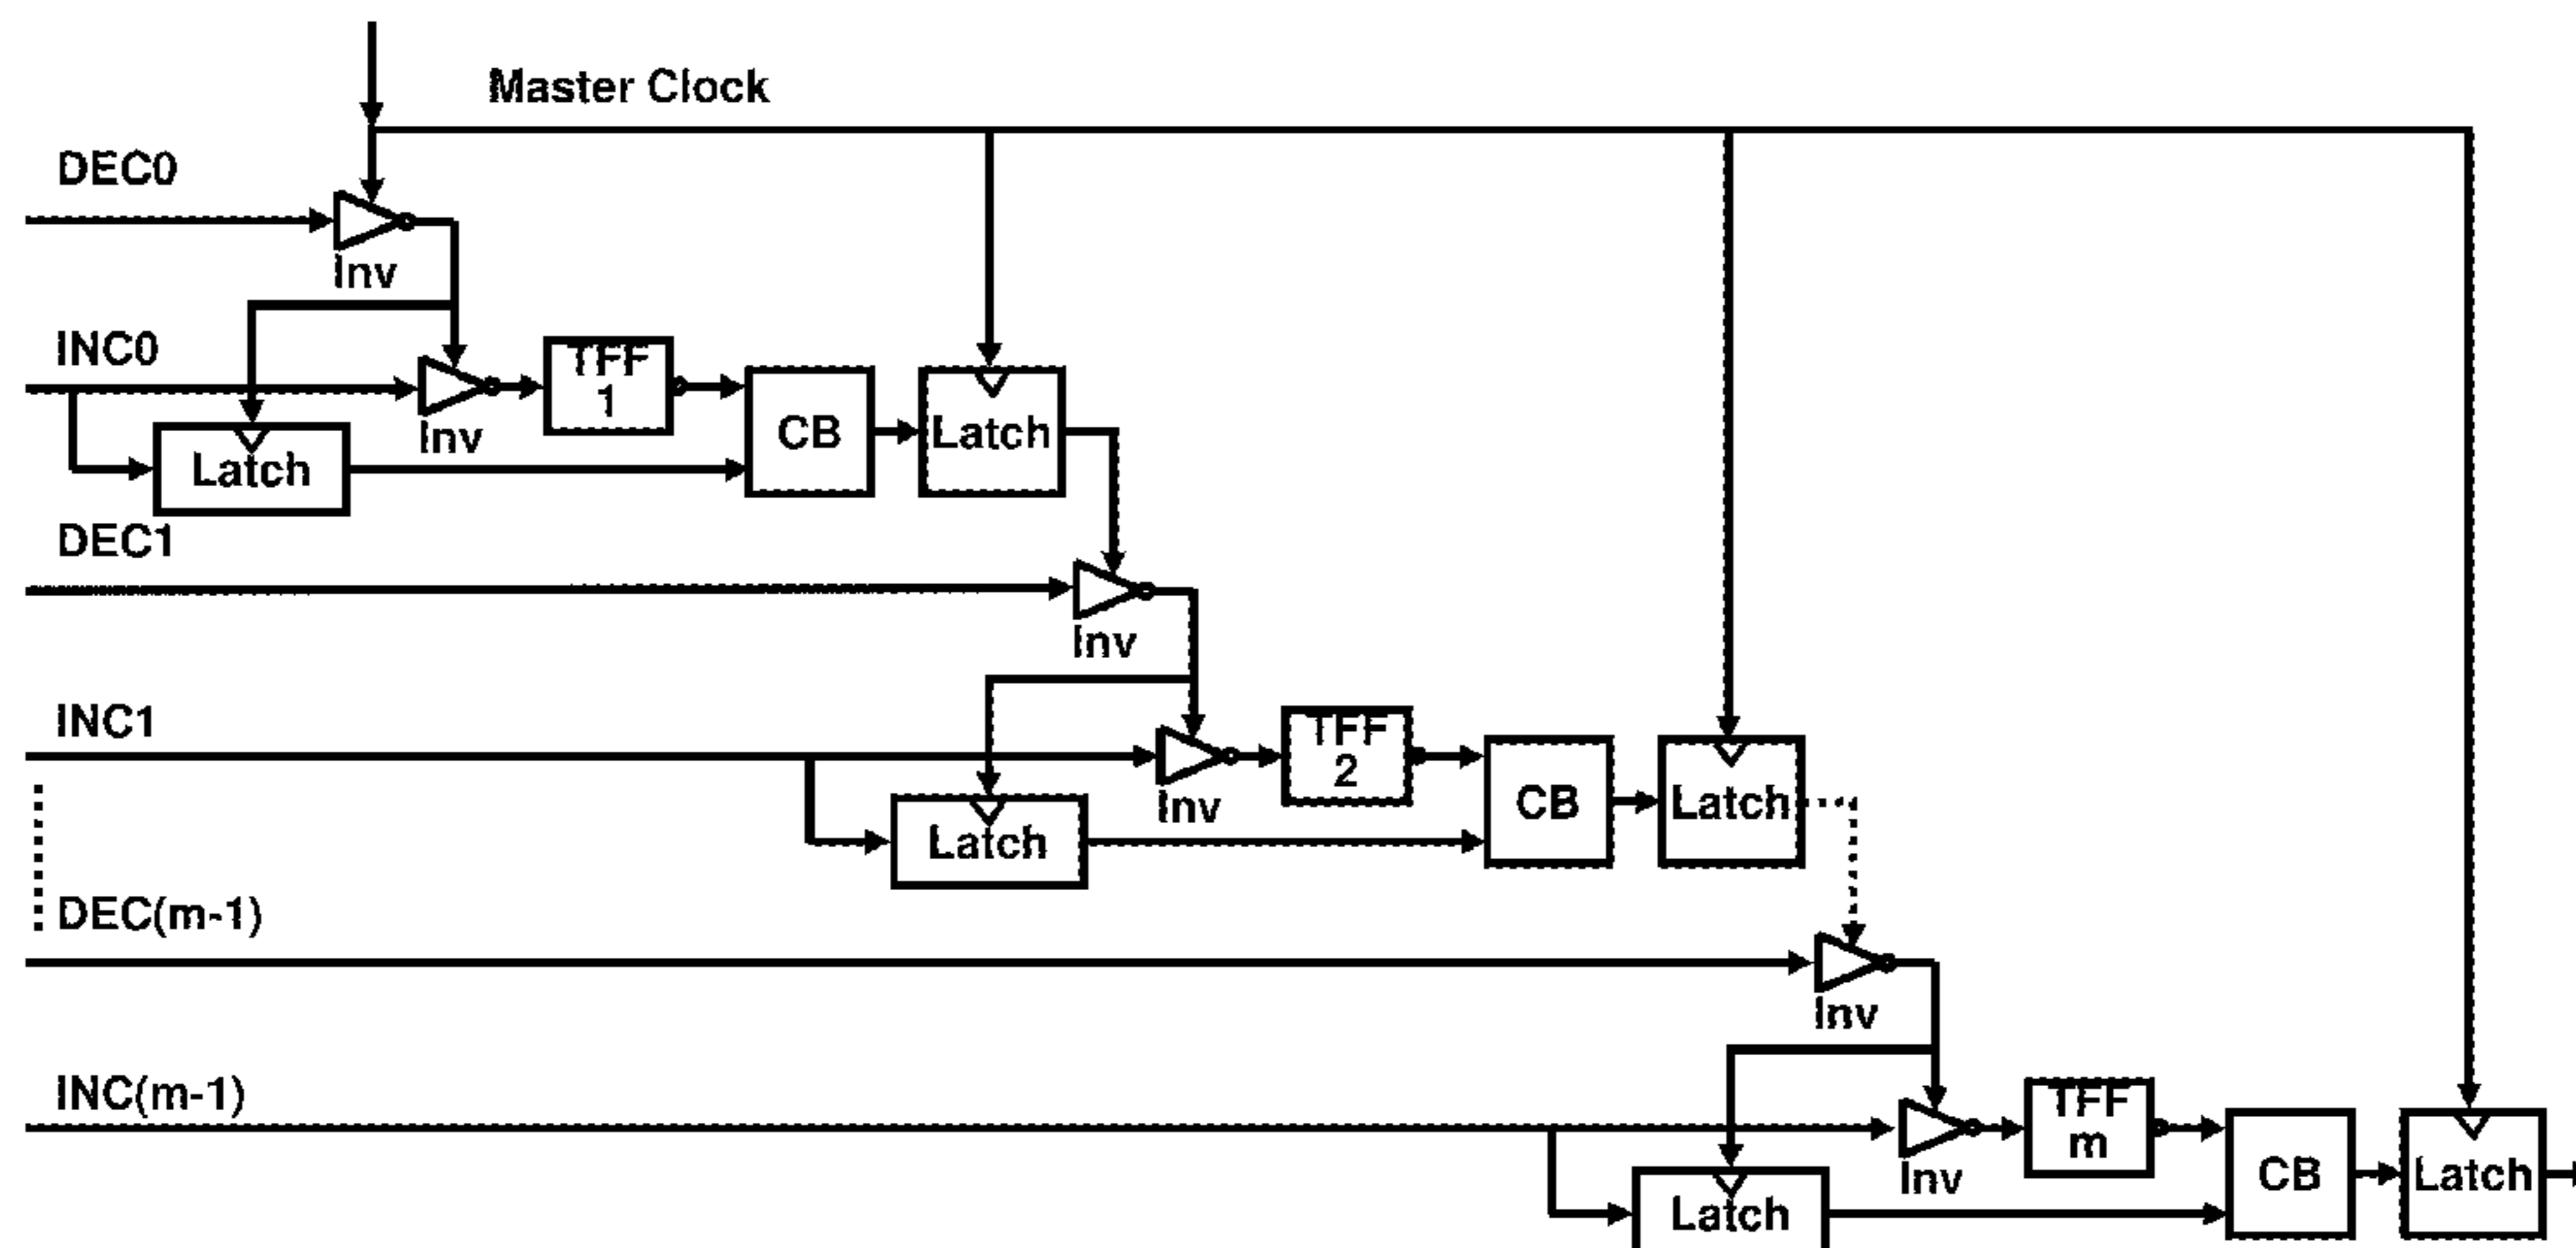 Master Clock
DEC0
Inv
INC0
TFF
1
Inv
CB
Latch
Latch
DEC1
Inv
INC1
TFF
2
Inv
CB
Latch
Latch
DEC(m-1)
Inv
INC(m-1)
TFF
m
Inv
CB
Latch
Latch